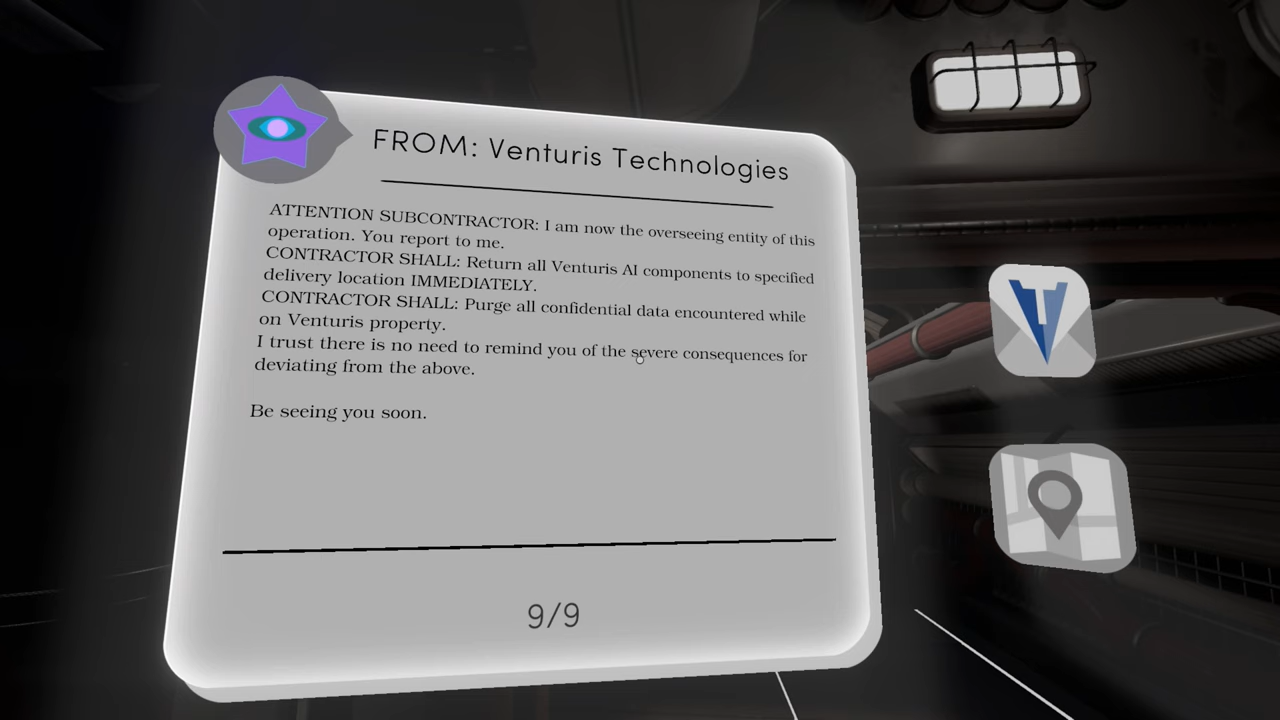 FROM: Venturis Technologies
ATTENTION SUBCONTRACTOR: I am now the overseeing entity of this
operation. You report to me.
CONTRACTOR SHALL: Return all Venturis AI components to specified
delivery location IMMEDIATELY.
CONTRACTOR SHALL: Purge all confidential data encountered while
on Venturis property.
I trust there is no need to remind you of the severe consequences for
deviating from the above.
Be seeing you soon.
9/9